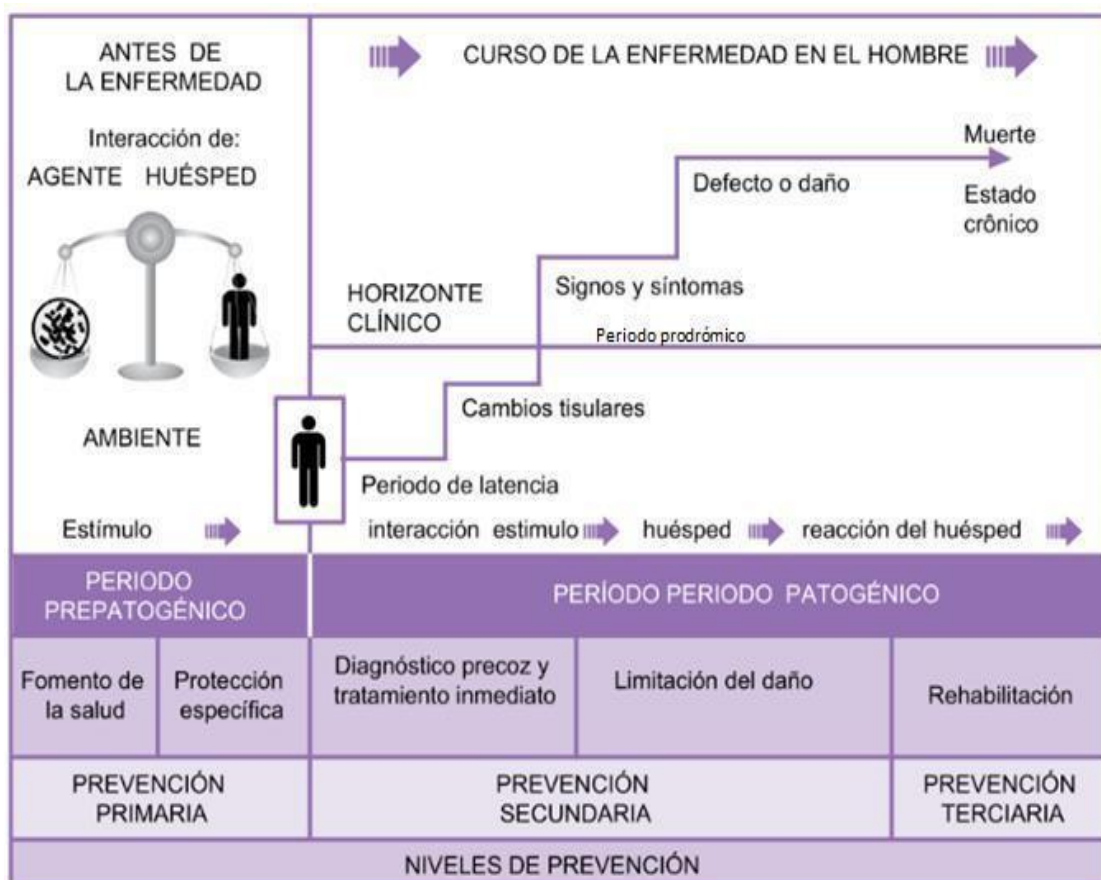 ANTES DE
LA ENFERMEDAD
Interacción de:
AGENTE HUÉSPED
AMBIENTE
Estímulo
CURSO DE LA ENFERMEDAD EN EL HOMBRE
Muerte
Defecto o daño
Estado
crônico
Signos y síntomas
HORIZONTE
CLÍNICO
Periodo prodrómico
Cambios tisulares
Periodo de latencia
interacción estimulo huésped reacción del huésped
PERIODO
PREPATOGÉNICO
PERÍODO PERIODO PATOGÉNICO
Fomento de
la salud
Protección
específica
Diagnóstico precoz y
tratamiento inmediato
Limitación del daño
Rehabilitación
PREVENCIÓN
PRIMARIA
PREVENCIÓN
SECUNDARIA
PREVENCIÓN
TERCIARIA
NIVELES DE PREVENCIÓN